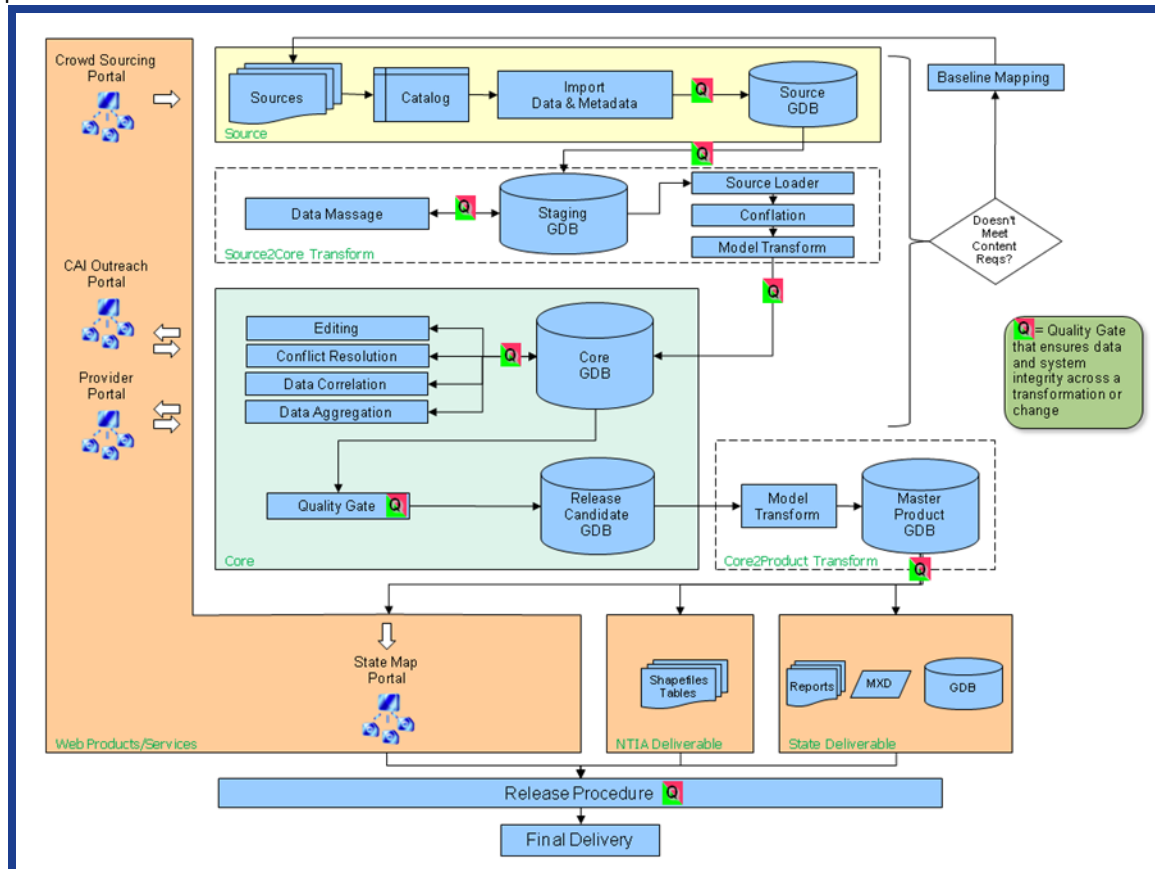 Crowd Sourcing
Portal
Sources
Catalog
Import
Data & Metadata
Q
Source
GDB
Baseline Mapping
Source
Q
Data Massage
Q
Staging
GDB
Source Loader
Conflation
Model Transform
Source2Core Transform
Doesn't
Meet
Content
Reqs?
CAI Outreach
Portal
Q
Provider
Portal
Editing
Conflict Resolution
Data Correlation
Data Aggregation
Q
Core
GDB
Q = Quality Gate
that ensures data
and system
integrity across a
transformation or
change
Quality Gate Q
Release
Candidate
GDB
Core
Model
Transform
Master
Product
GDB
Core2Product Transform
Q
State Map
Portal
Web Products/Services
Shapefiles
Tables
NTIA Deliverable
Reports
MXD
GDB
State Deliverable
Release Procedure Q
Final Delivery